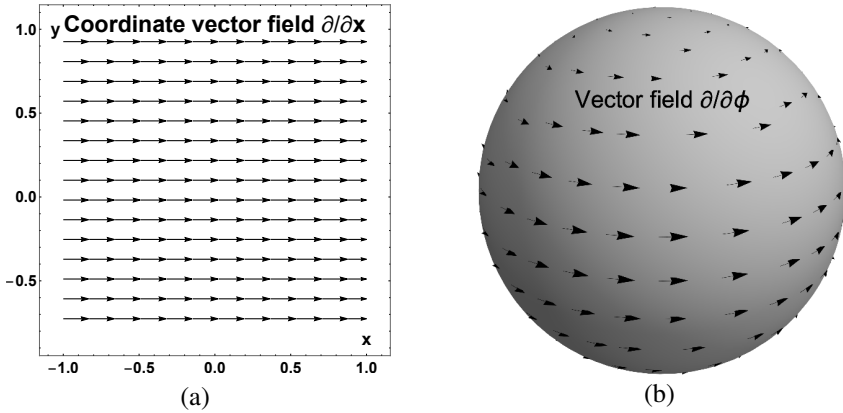 y Coordinate vector field ∂/∂x
1.0
0.5
0.0
−0.5
x
−1.0 −0.5 0.0 0.5 1.0
(a)
Vector field ∂/∂ϕ
(b)